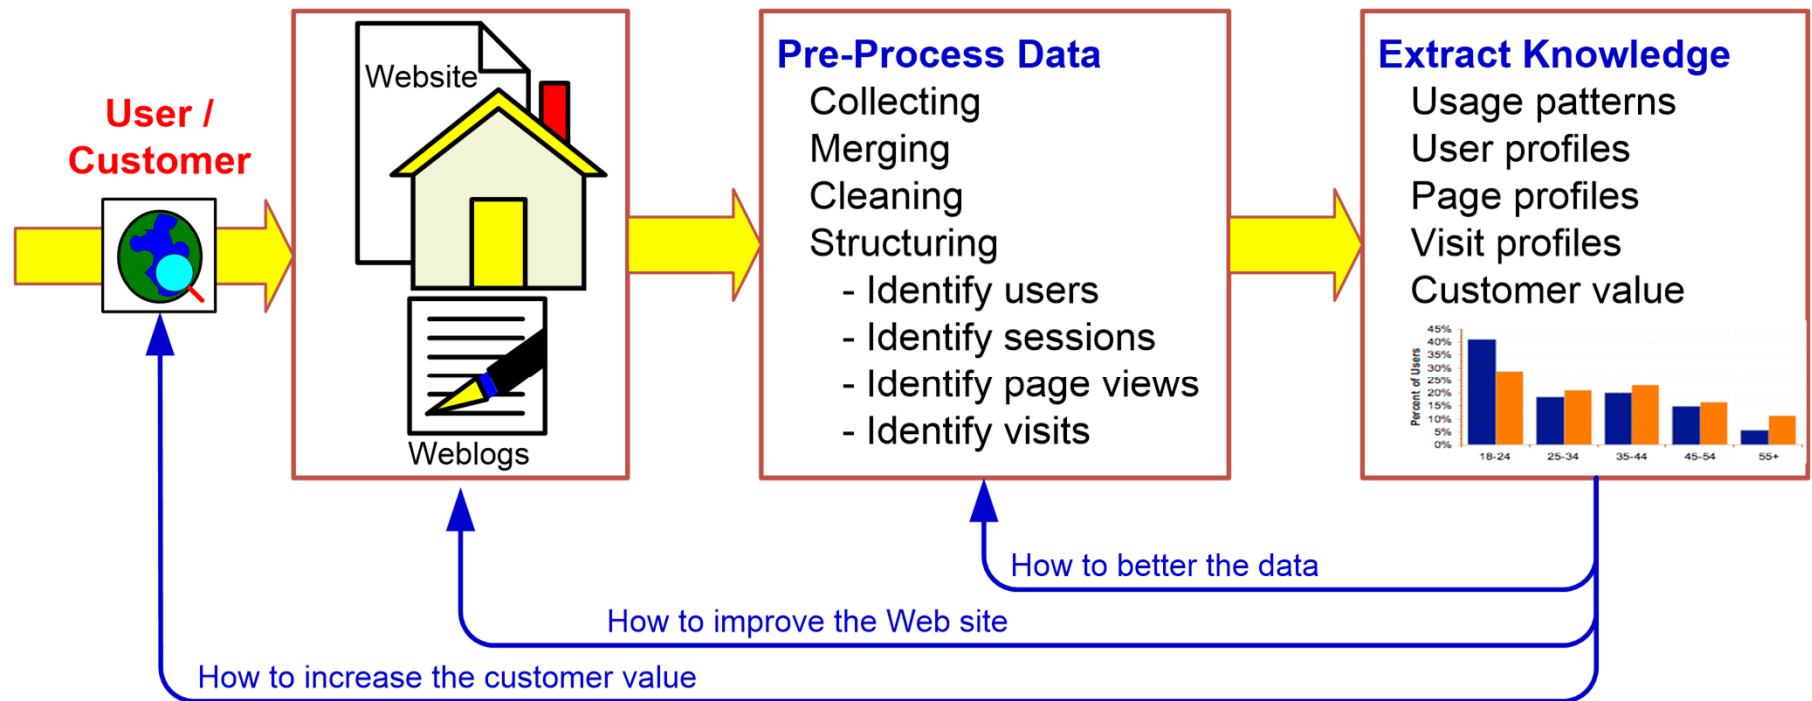 User /
Customer
Website
Weblogs
Pre-Process Data
Collecting
Merging
Cleaning
Structuring
- Identify users
- Identify sessions
- Identify page views
- Identify visits
Extract Knowledge
Usage patterns
User profiles
Page profiles
Visit profiles
Customer value
Percent of Users
45%
40%
35%
30%
25%
20%
15%
10%
5%
0%
18-24 25-34 35-44 45-54 55+
How to better the data
How to improve the Web site
How to increase the customer value